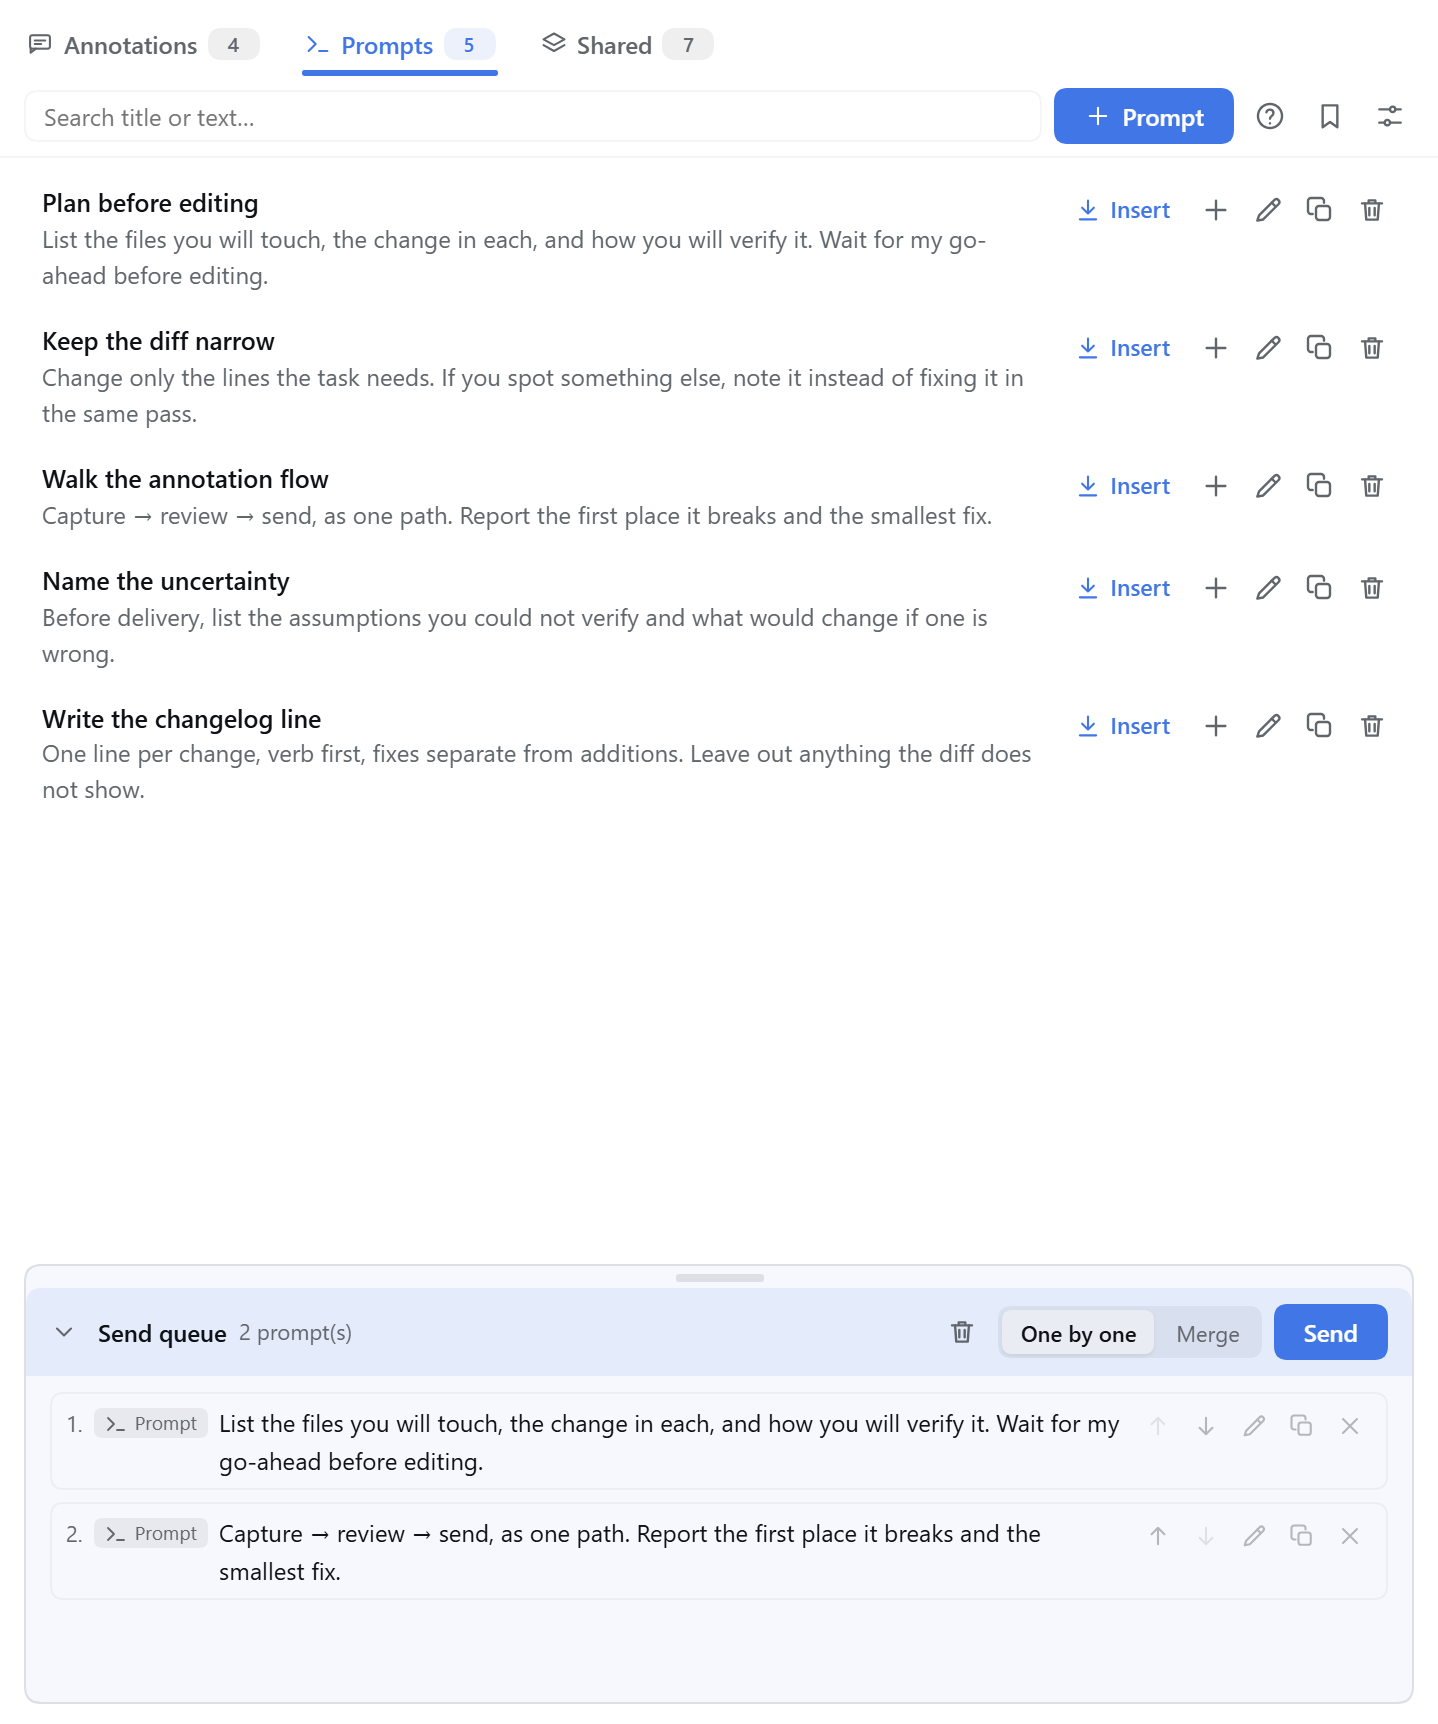 Annotations 4 Prompts 5 Shared 7
Search title or text... Prompt
Plan before editing
Insert
List the files you will touch, the change in each, and how you will verify it. Wait for my go-
ahead before editing.
Keep the diff narrow
Insert
Change only the lines the task needs. If you spot something else, note it instead of fixing it in
the same pass.
Walk the annotation flow
Insert
Capture → review → send, as one path. Report the first place it breaks and the smallest fix.
Name the uncertainty
Insert
Before delivery, list the assumptions you could not verify and what would change if one is
wrong.
Write the changelog line
Insert
One line per change, verb first, fixes separate from additions. Leave out anything the diff does
not show.
Send queue 2 prompt(s) One by one Merge Send
1. Prompt List the files you will touch, the change in each, and how you will verify it. Wait for my
go-ahead before editing.
2. Prompt Capture → review → send, as one path. Report the first place it breaks and the
smallest fix.